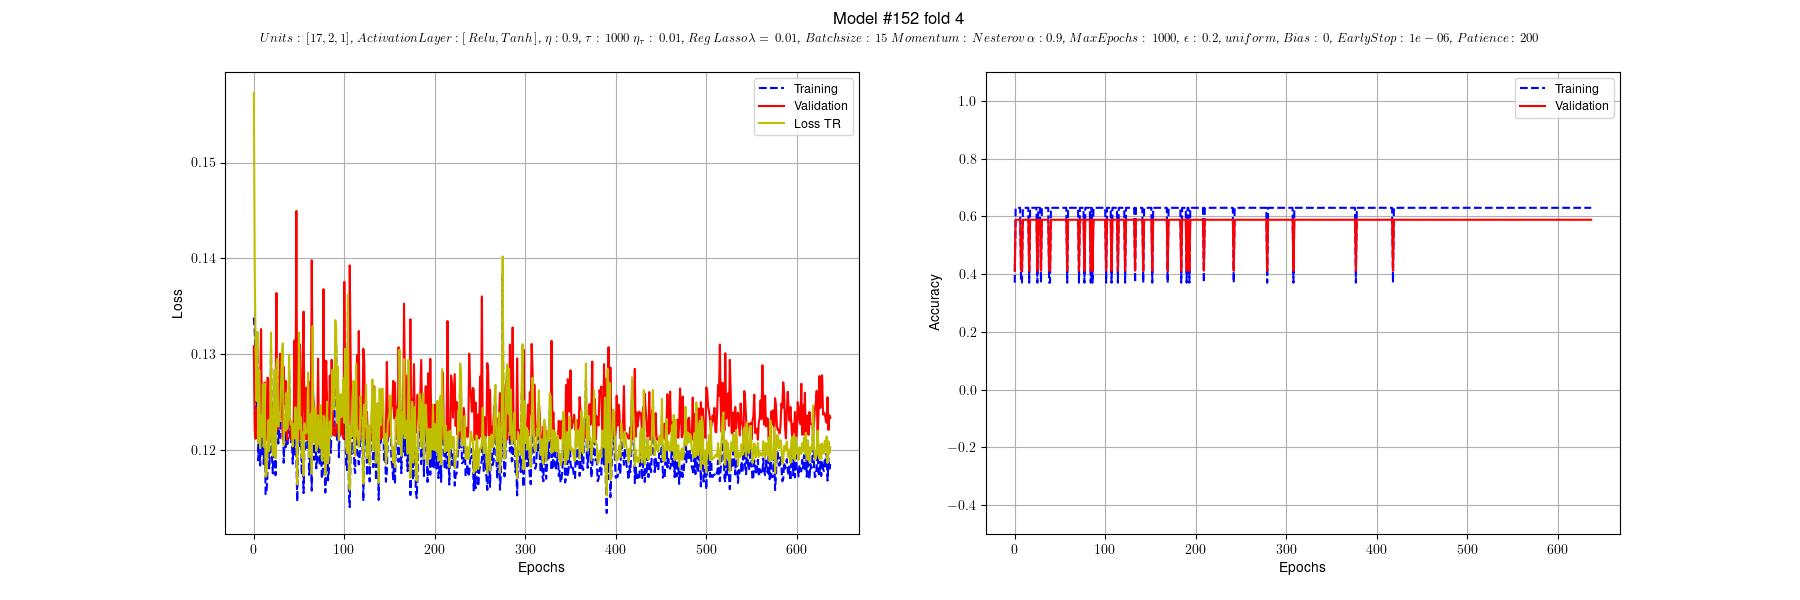 Model #152 fold 4
Units : [17, 2, 1], ActivationLayer : [ Relu, Tanh ], η : 0.9, τ : 1000 ητ : 0.01, Reg Lasso λ = 0.01, Batchsize : 15 Momentum : Nesterov α : 0.9, MaxEpochs : 1000, ϵ : 0.2, uniform, Bias : 0, EarlyStop : 1e − 06, Patience : 200
Training
Validation
Loss TR
0.15
0.14
0.13
0.12
Loss
0 100 200 300 400 500 600
Epochs
Training
Validation
1.0
0.8
0.6
0.4
0.2
0.0
−0.2
−0.4
Accuracy
0 100 200 300 400 500 600
Epochs